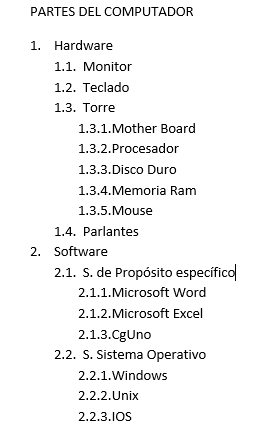 PARTES DEL COMPUTADOR
1. Hardware
1.1. Monitor
1.2. Teclado
1.3. Torre
1.3.1.Mother Board
1.3.2.Procesador
1.3.3.Disco Duro
1.3.4.Memoria Ram
1.3.5.Mouse
1.4. Parlantes
2. Software
2.1. S. de Propósito específico
2.1.1.Microsoft Word
2.1.2.Microsoft Excel
2.1.3.CgUno
2.2. S. Sistema Operativo
2.2.1.Windows
2.2.2.Unix
2.2.3.IOS